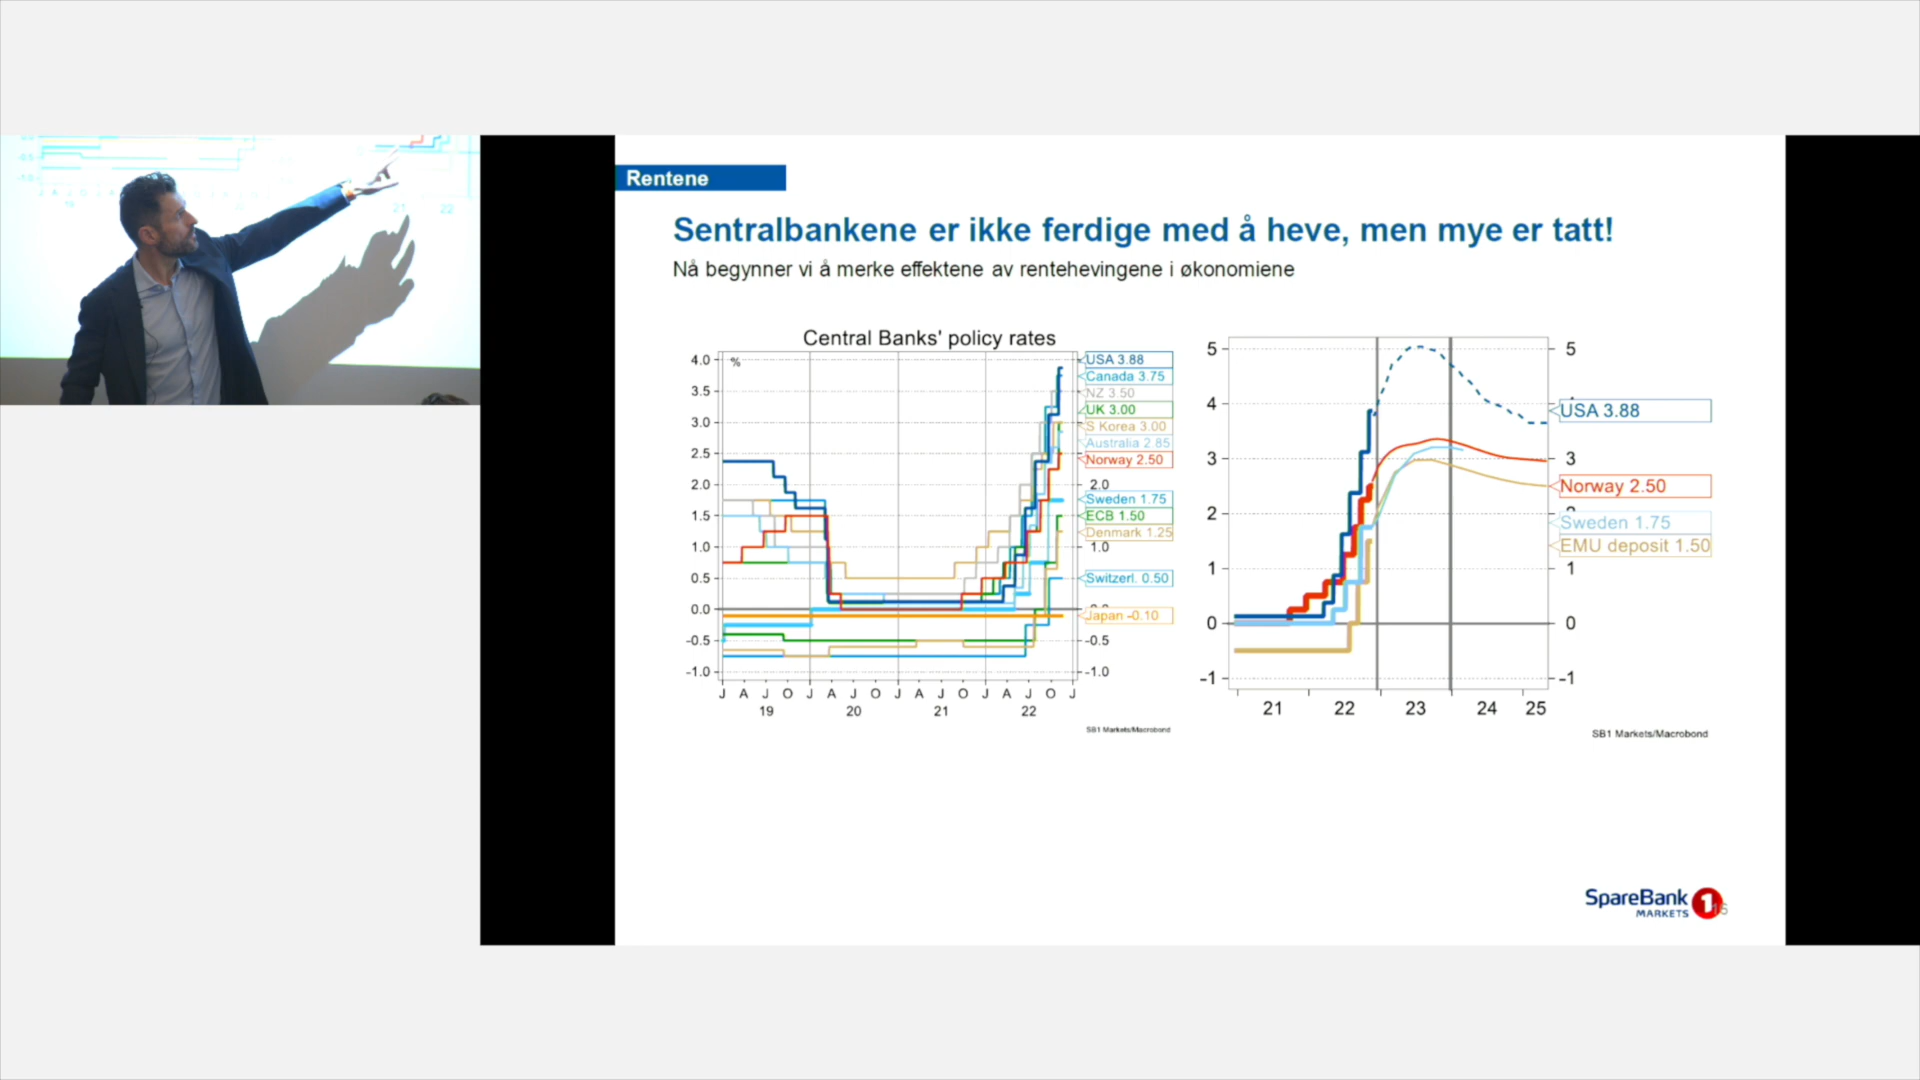 Rentene
Sentralbankene er ikke ferdige med å heve, men mye er tatt!
Nå begynner vi å merke effektene av rentehevingene i økonomiene
Central Banks' policy rates
%
4.0
3.5
3.0
2.5
2.0
1.5
1.0
0.5
0.0
-0.5
-1.0
USA 3.88
Canada 3.75
NZ 3.50
UK 3.00
S Korea 3.00
Australia 2.85
Norway 2.50
2.0
Sweden 1.75
ECB 1.50
Denmark 1.25
1.0
Switzerl. 0.50
Japan -0.10
-0.5
-1.0
J A J O J A J O J A J O J A J O J
19 20 21 22
SB1 Markets/Macrobond
5
4
3
2
1
0
-1
5
USA 3.88
3
Norway 2.50
Sweden 1.75
EMU deposit 1.50
1
0
-1
21 22 23 24 25
SB1 Markets/Macrobond
SpareBank 1
MARKETS
16
21 22
-0.5